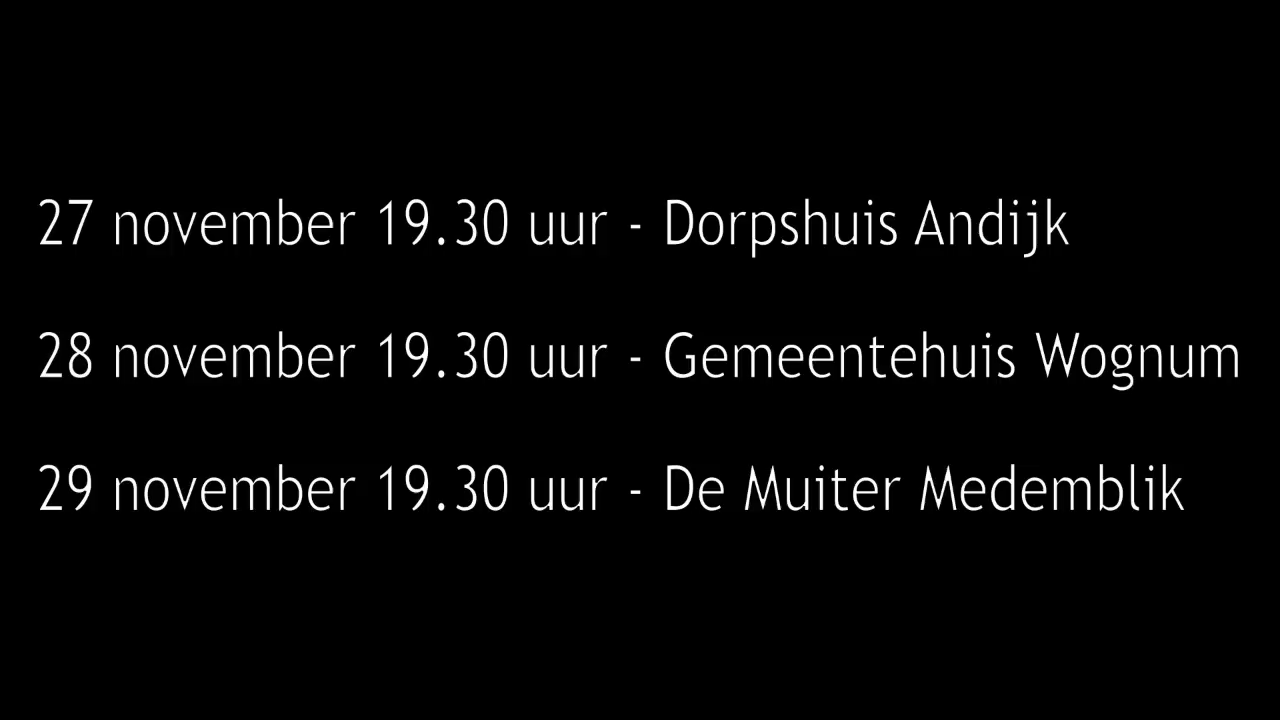 27 november 19.30 uur - Dorpshuis Andijk
28 november 19.30 uur - Gemeentehuis Wognum
29 november 19.30 uur - De Muiter Medemblik